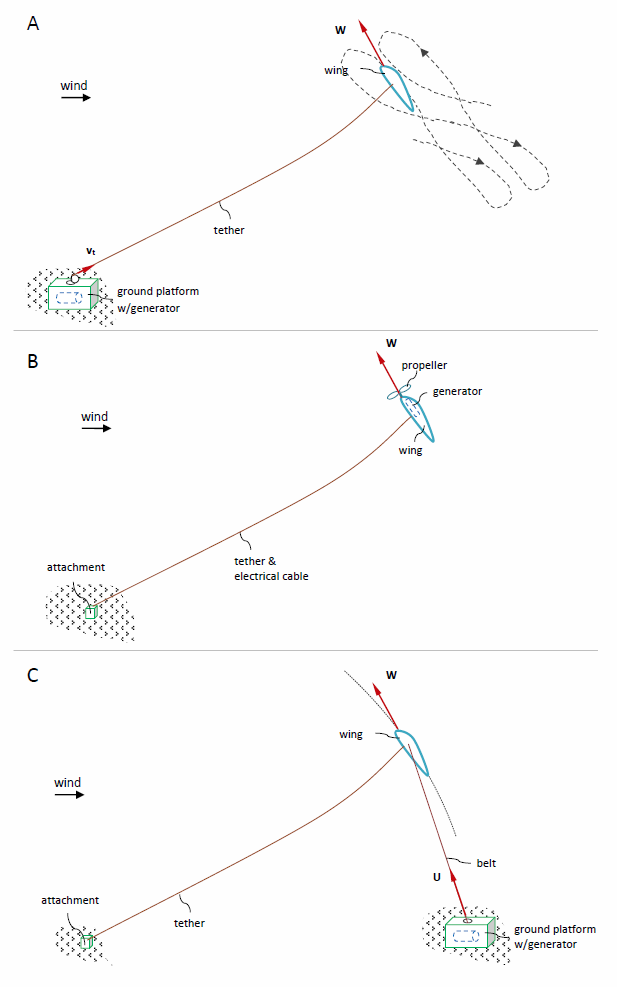 A
W
wing
wind
tether
vt
ground platform
w/generator
B
W
propeller
generator
wind
wing
attachment
tether &
electrical cable
C
W
wing
wind
belt
U
attachment
tether
ground platform
w/generator